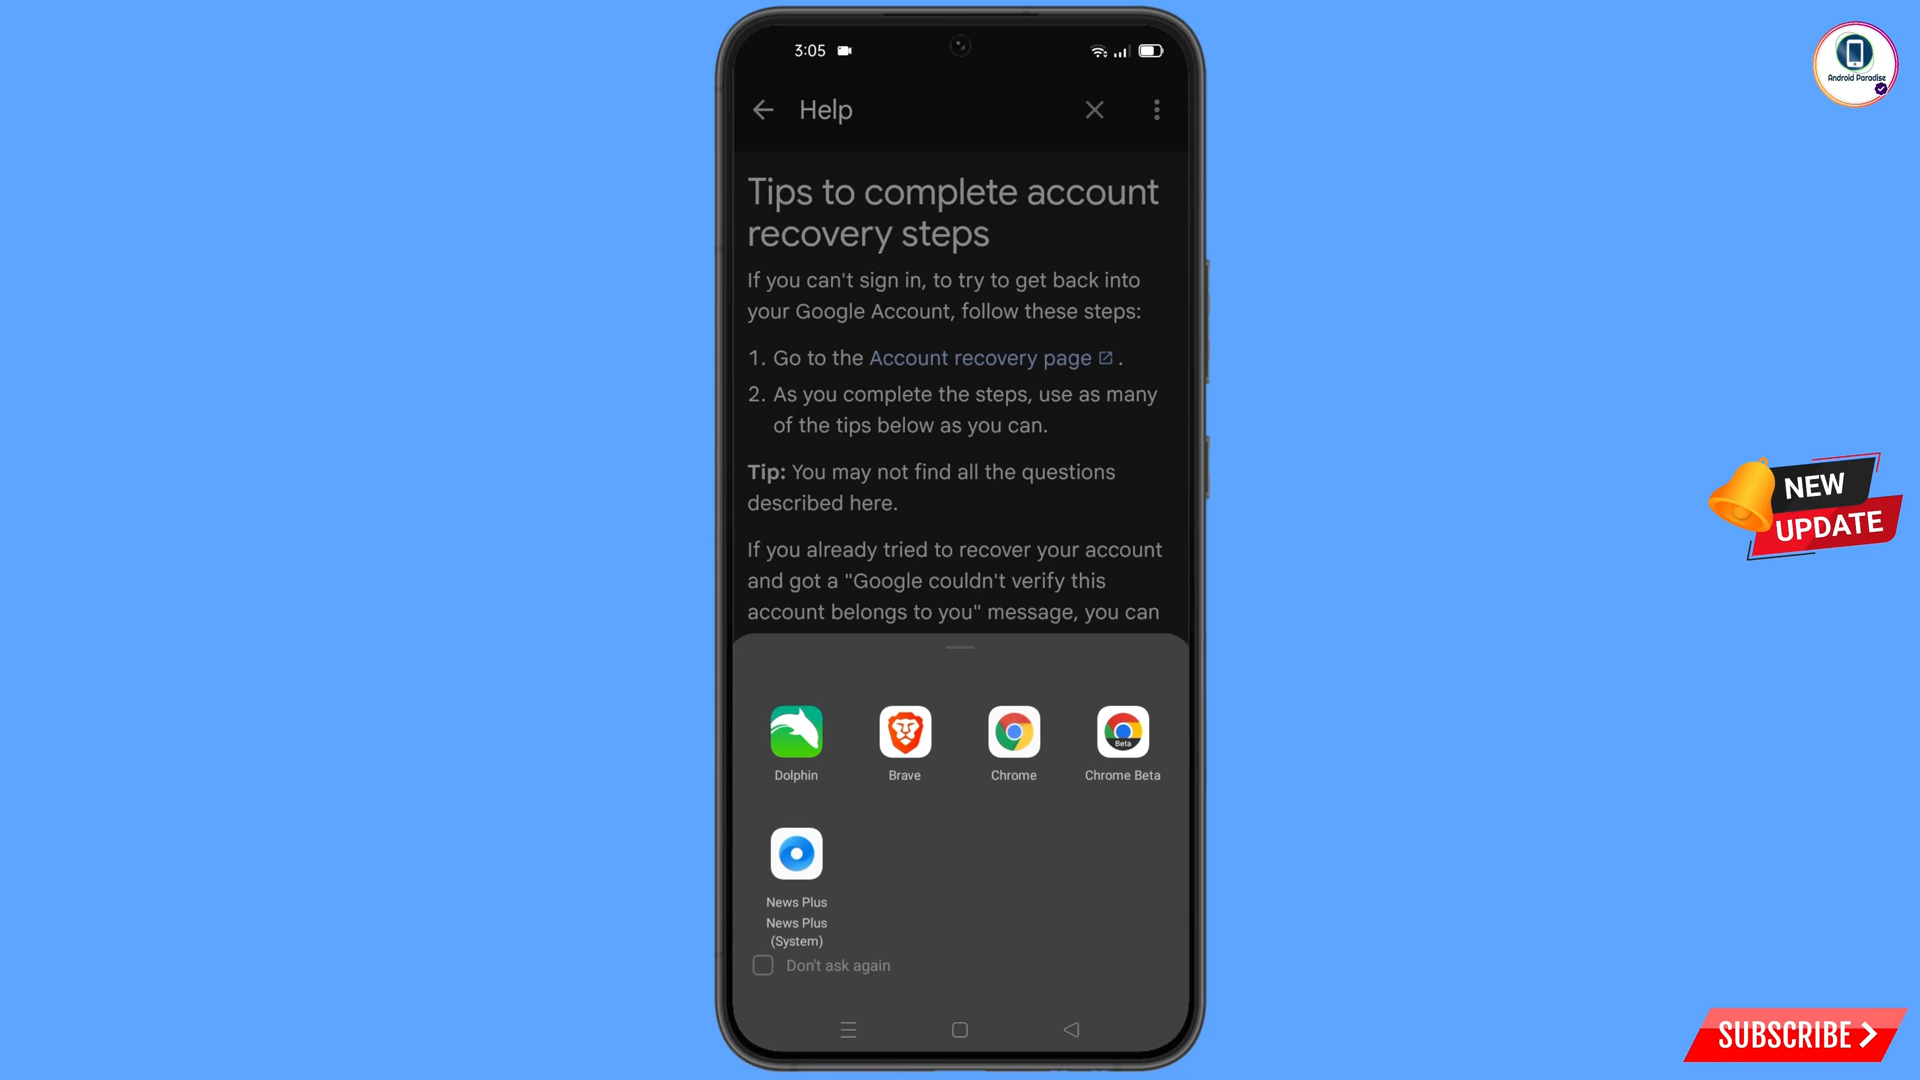 3:05
Android Paradise
Help
Tips to complete account
recovery steps
If you can't sign in, to try to get back into
your Google Account, follow these steps:
1. Go to the Account recovery page .
2. As you complete the steps, use as many
of the tips below as you can.
Tip: You may not find all the questions
described here.
If you already tried to recover your account
and got a "Google couldn't verify this
account belongs to you" message, you can
NEW
UPDATE
Beta
Dolphin
Brave
Chrome
Chrome Beta
News Plus
News Plus
(System)
Don't ask again
SUBSCRIBE